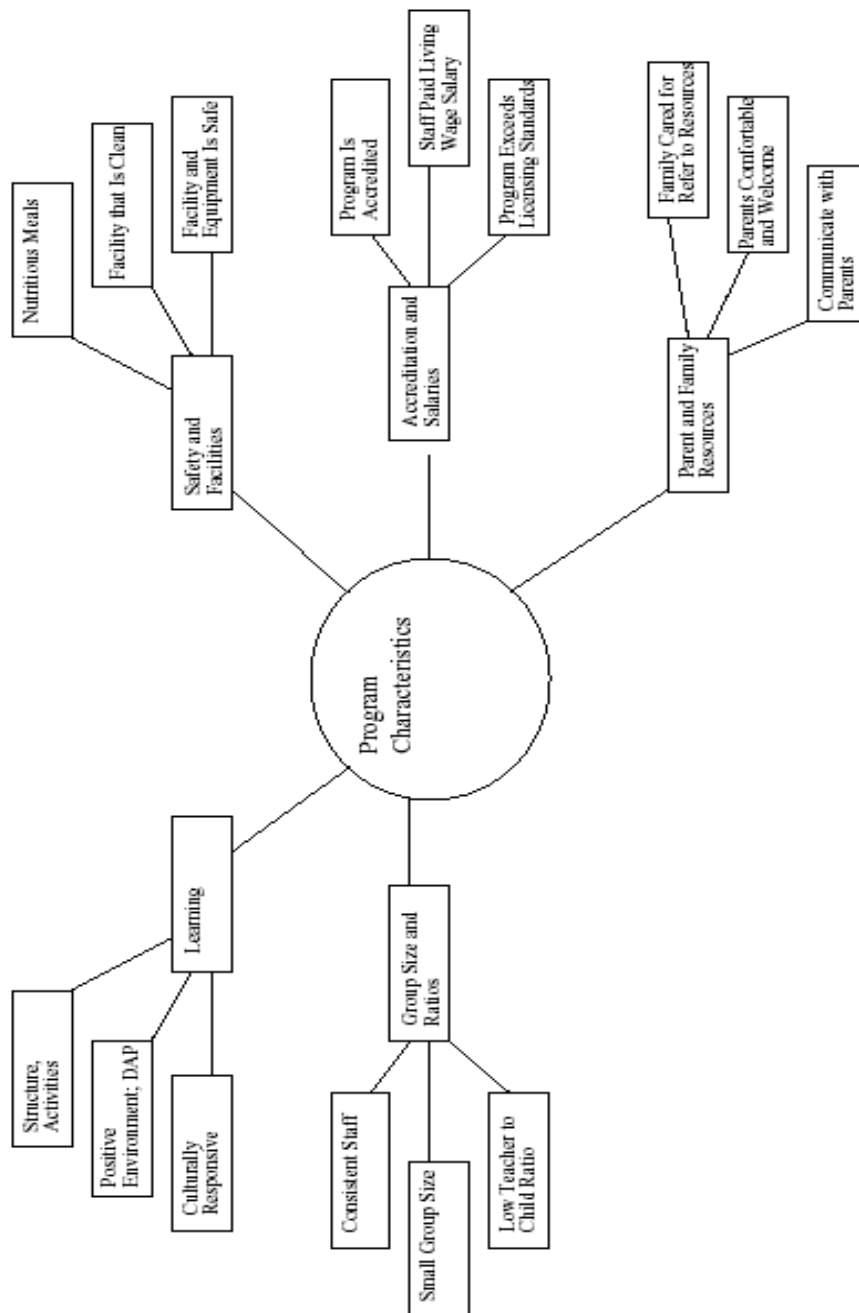 Structure,
Activities
Positive
Environment; DAP
Culturally
Responsive
Learning
Consistent Staff
Small Group Size
Low Teacher to
Child Ratio
Group Size and
Ratios
Program
Characteristics
Safety and
Facilities
Nutritious Meals
Facility that Is Clean
Facility and
Equipment Is Safe
Accreditation and
Salaries
Program Is
Accredited
Staff Paid Living
Wage Salary
Program Exceeds
Licensing Standards
Parent and Family
Resources
Family Cared for
Refer to Resources
Parents Comfortable
and Welcome
Communicate with
Parents